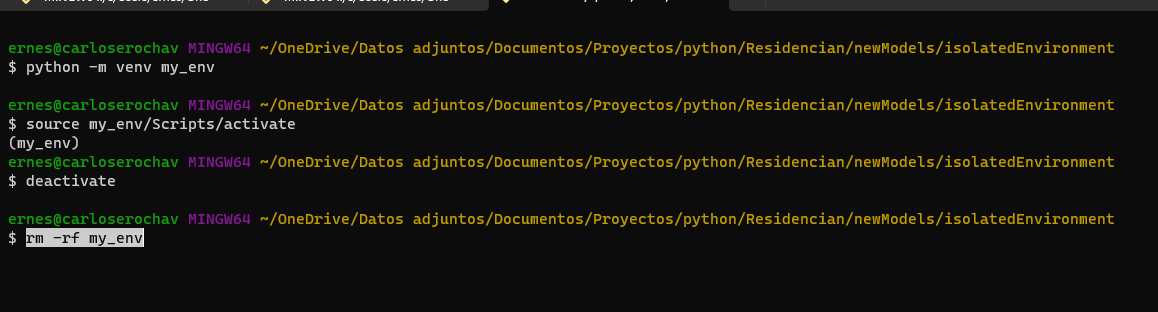 ernes@carloserochav MINGW64 ~/OneDrive/Datos adjuntos/Documentos/Proyectos/python/Residencian/newModels/isolatedEnvironment
$ python -m venv my_env
ernes@carloserochav MINGW64 ~/OneDrive/Datos adjuntos/Documentos/Proyectos/python/Residencian/newModels/isolatedEnvironment
$ source my_env/Scripts/activate
(my_env)
ernes@carloserochav MINGW64 ~/OneDrive/Datos adjuntos/Documentos/Proyectos/python/Residencian/newModels/isolatedEnvironment
$ deactivate
ernes@carloserochav MINGW64 ~/OneDrive/Datos adjuntos/Documentos/Proyectos/python/Residencian/newModels/isolatedEnvironment
$ rm -rf my_env